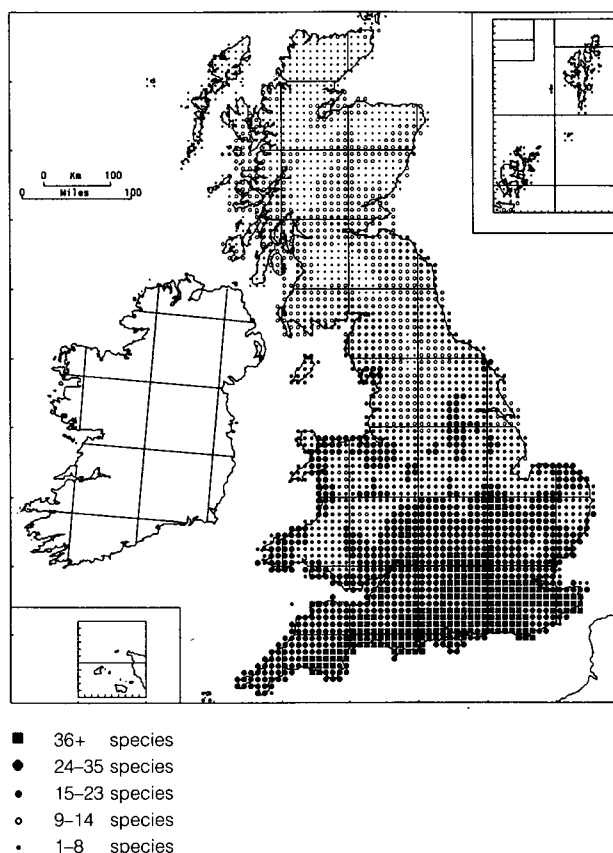 0 Km 100
0 Miles 100
■ 36+ species
● 24–35 species
• 15–23 species
○ 9–14 species
· 1–8 species